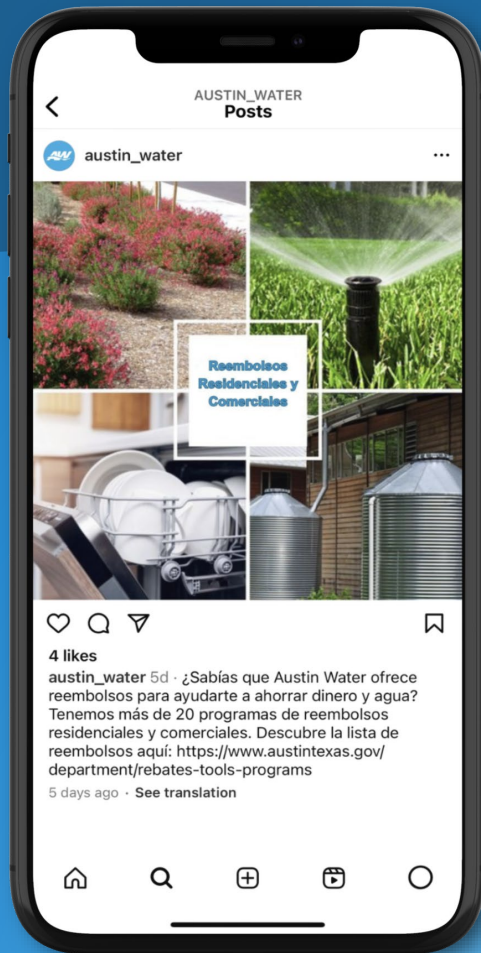 AUSTIN_WATER
Posts
AW austin_water
Reembolsos
Residenciales y
Comerciales
4 likes
austin_water 5d · ¿Sabías que Austin Water ofrece
reembolsos para ayudarte a ahorrar dinero y agua?
Tenemos más de 20 programas de reembolsos
residenciales y comerciales. Descubre la lista de
reembolsos aquí: https://www.austintexas.gov/
department/rebates-tools-programs
5 days ago · See translation